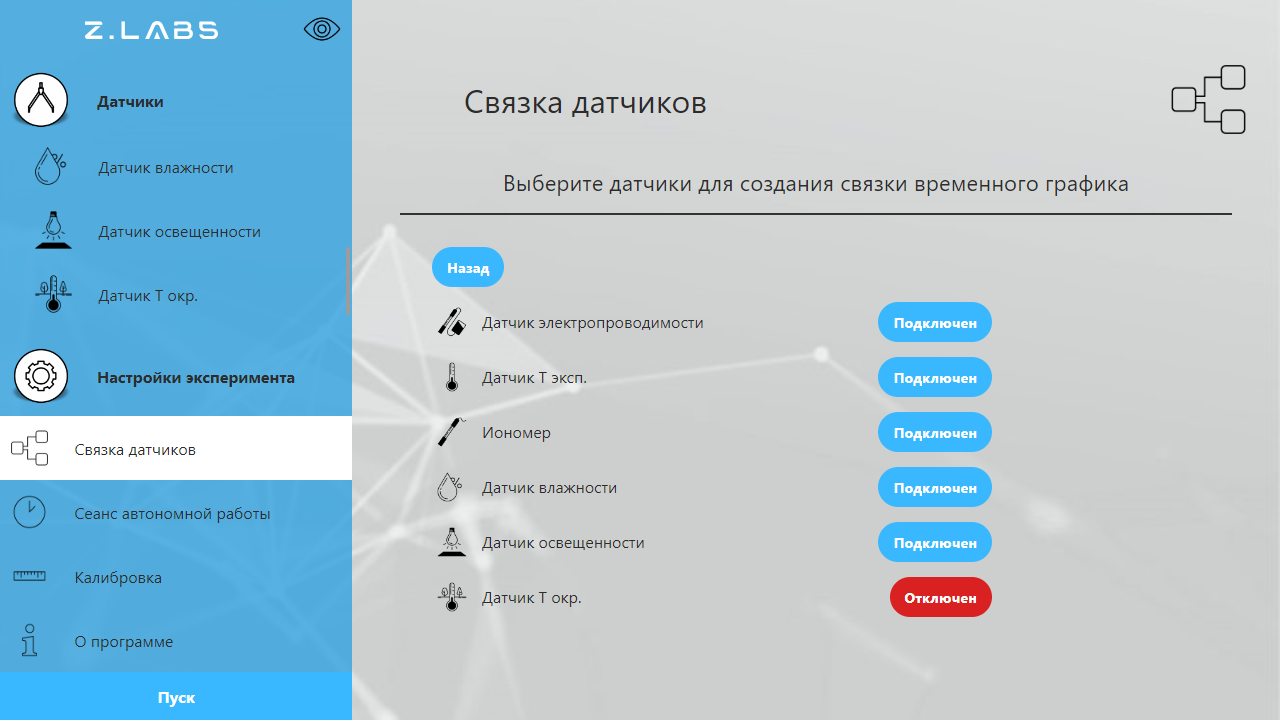 Z.LABS
Датчики
Датчик влажности
Датчик освещенности
Датчик Т окр.
Настройки эксперимента
Связка датчиков
Сеанс автономной работы
Калибровка
О программе
Пуск
Связка датчиков
Выберите датчики для создания связки временного графика
Назад
Датчик электропроводимости Подключен
Датчик Т эксп. Подключен
Иономер Подключен
Датчик влажности Подключен
Датчик освещенности Подключен
Датчик Т окр. Отключен